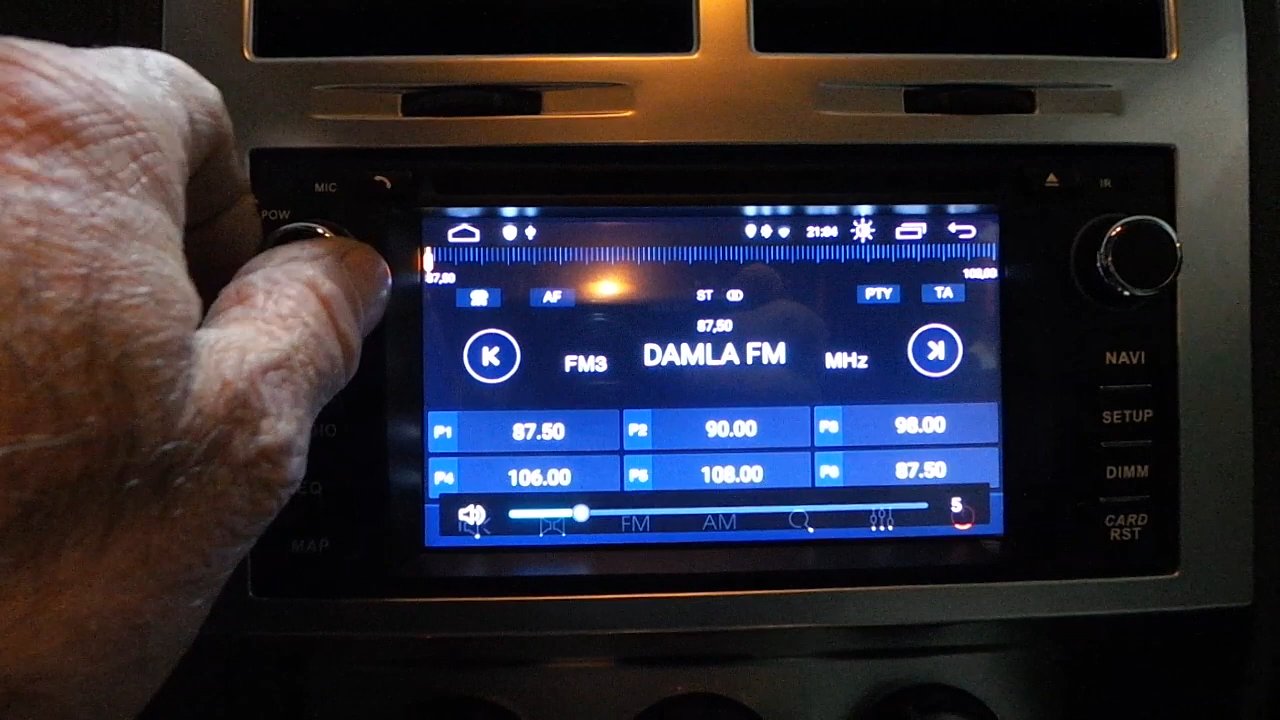 MIC
IR
POW
21:04
87,50
108,00
AF
ST
PTY
TA
87,50
FM3
DAMLA FM
MHz
P1 87.50
P2 90.00
98.00
P4 106.00
P5 108.00
87.50
5
FM
AM
NAVI
SETUP
DIMM
CARD
RST
MAP